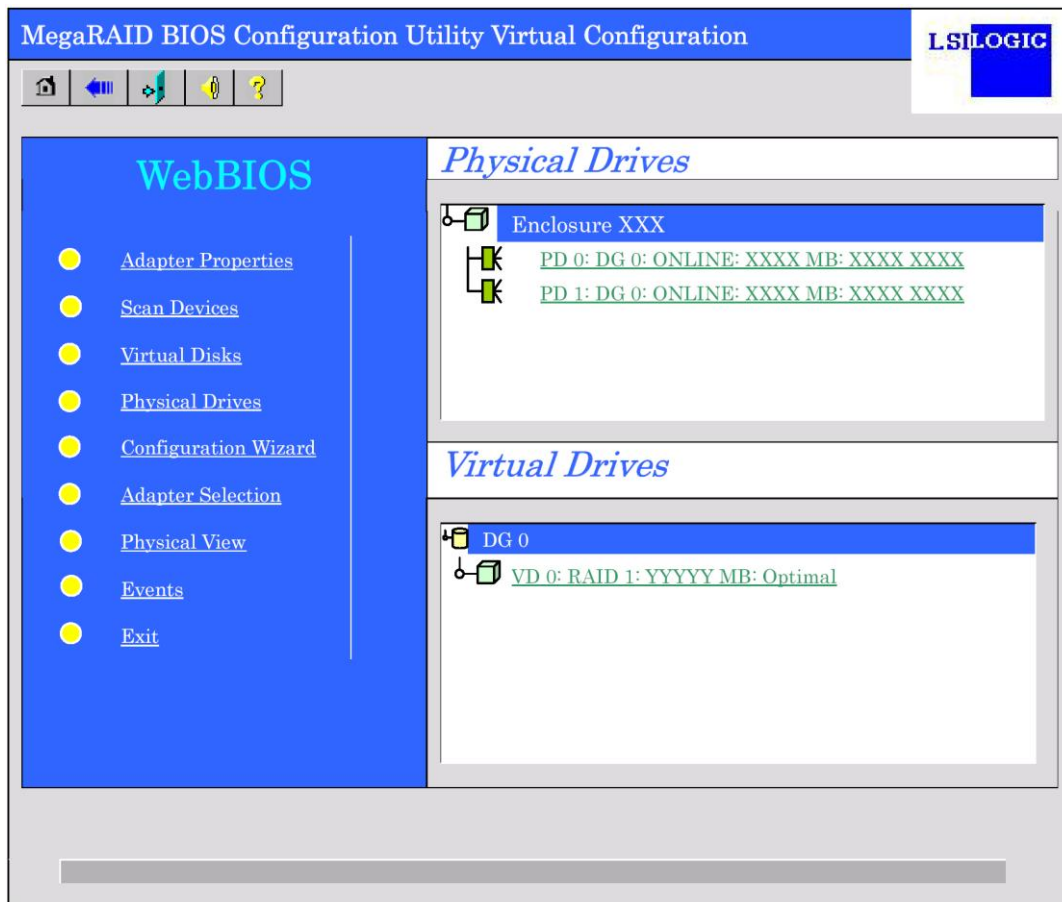 MegaRAID BIOS Configuration Utility Virtual Configuration
LSILOGIC
?
WebBIOS
Adapter Properties
Scan Devices
Virtual Disks
Physical Drives
Configuration Wizard
Adapter Selection
Physical View
Events
Exit
Physical Drives
Enclosure XXX
PD 0: DG 0: ONLINE: XXXX MB: XXXX XXXX
PD 1: DG 0: ONLINE: XXXX MB: XXXX XXXX
Virtual Drives
DG 0
VD 0: RAID 1: YYYYY MB: Optimal